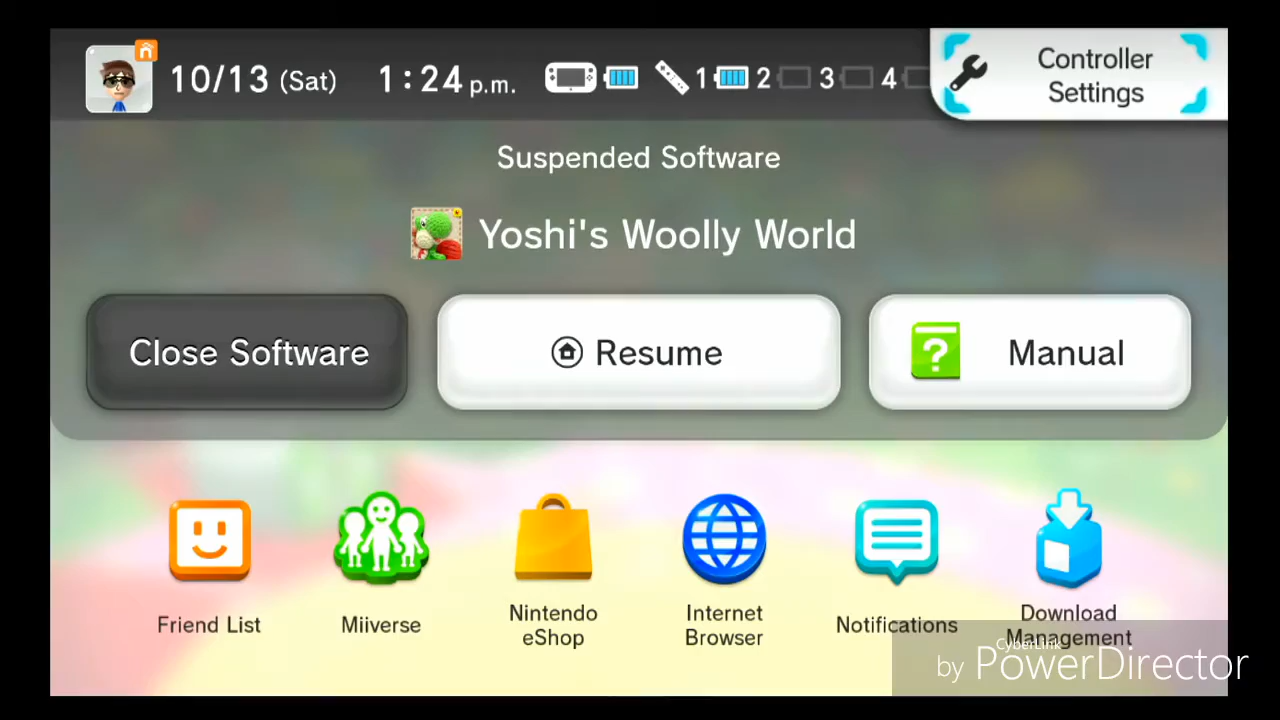 10/13 (Sat) 1:24 p.m. 1 2 3 4
Controller
Settings
Suspended Software
Yoshi's Woolly World
Close Software
Resume
? Manual
Friend List
Miiverse
Nintendo
eShop
Internet
Browser
Notifications
Download
Management
CyberLink
by PowerDirector